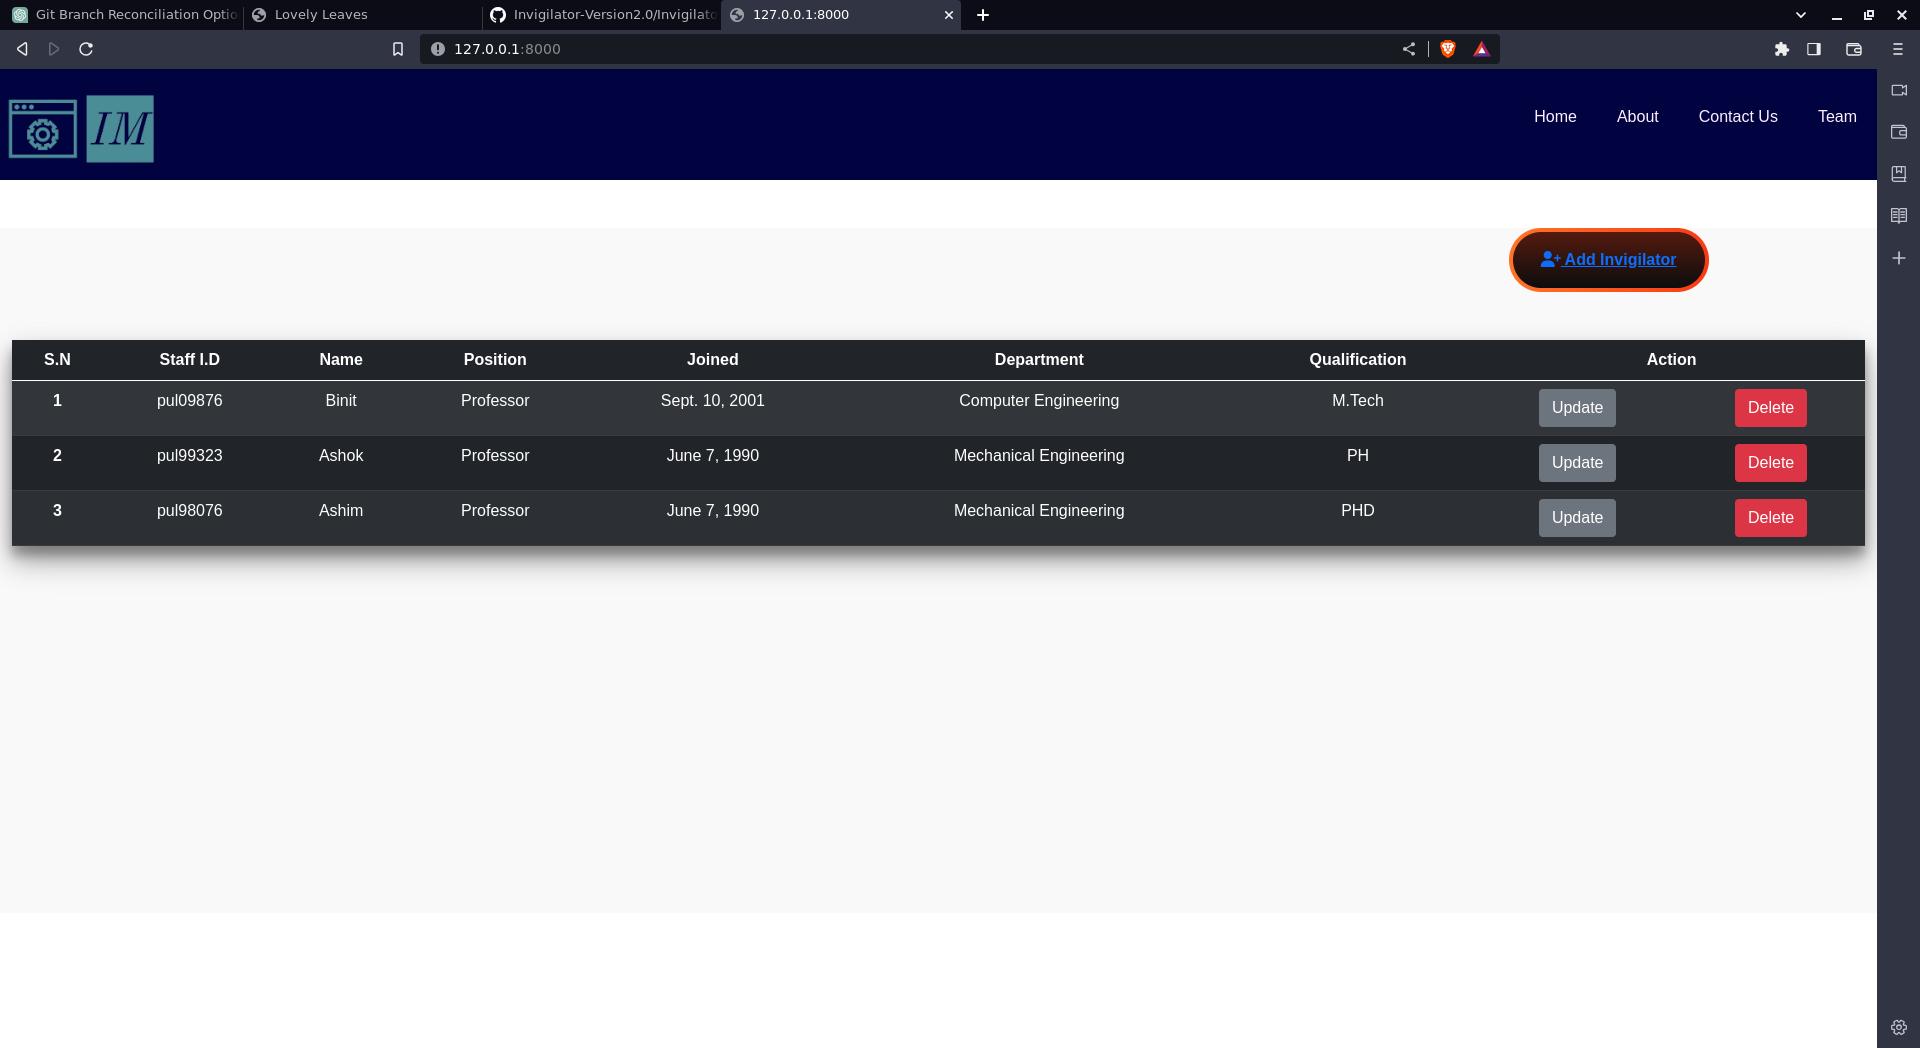 Git Branch Reconciliation Optio
Lovely Leaves
Invigilator-Version2.0/Invigilato
127.0.0.1:8000
127.0.0.1:8000
IM
Home About Contact Us Team
Add Invigilator
S.N Staff I.D Name Position Joined Department Qualification Action
1 pul09876 Binit Professor Sept. 10, 2001 Computer Engineering M.Tech Update Delete
2 pul99323 Ashok Professor June 7, 1990 Mechanical Engineering PH Update Delete
3 pul98076 Ashim Professor June 7, 1990 Mechanical Engineering PHD Update Delete